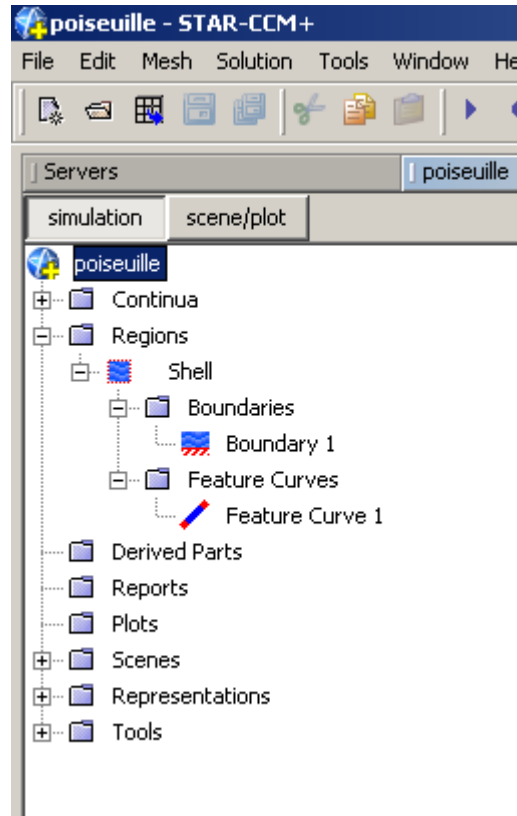 poiseuille - STAR-CCM+
File Edit Mesh Solution Tools Window He
Servers poiseuille
simulation scene/plot
poiseuille
Continua
Regions
Shell
Boundaries
Boundary 1
Feature Curves
Feature Curve 1
Derived Parts
Reports
Plots
Scenes
Representations
Tools